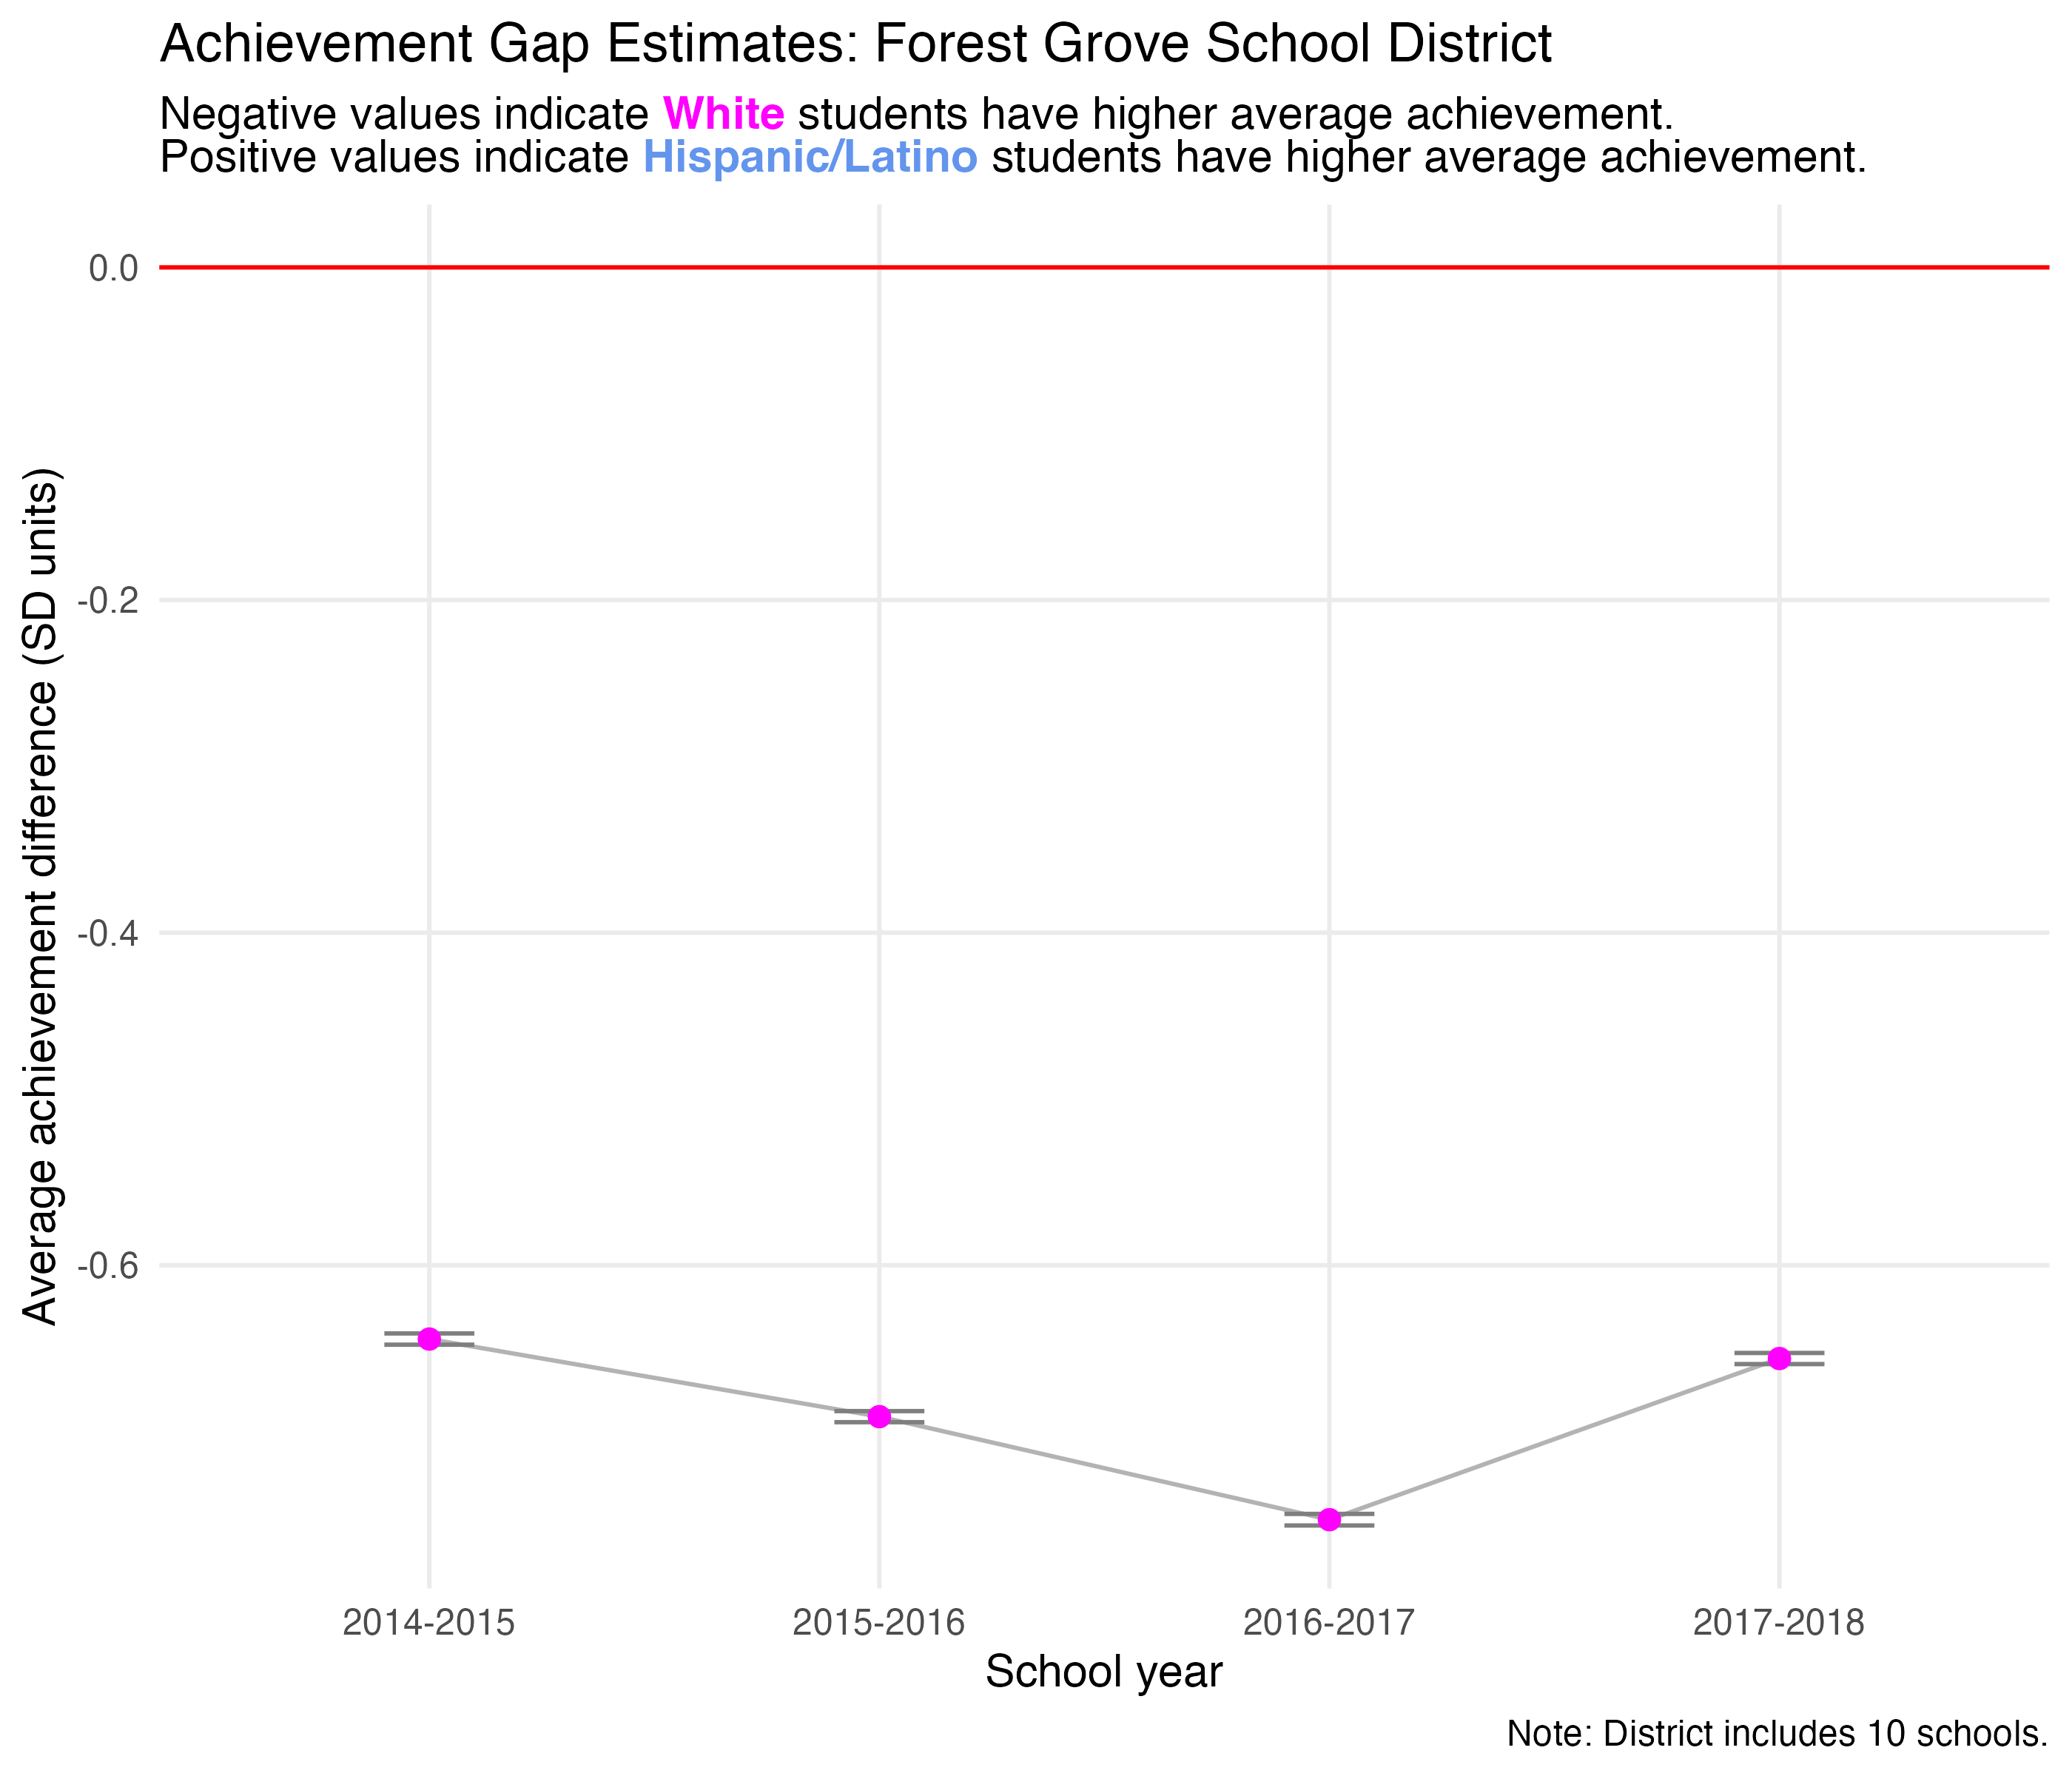 Achievement Gap Estimates: Forest Grove School District
Negative values indicate White students have higher average achievement.
Positive values indicate Hispanic/Latino students have higher average achievement.
Average achievement difference (SD units)
0.0
-0.2
-0.4
-0.6
2014-2015
2015-2016
2016-2017
2017-2018
School year
Note: District includes 10 schools.